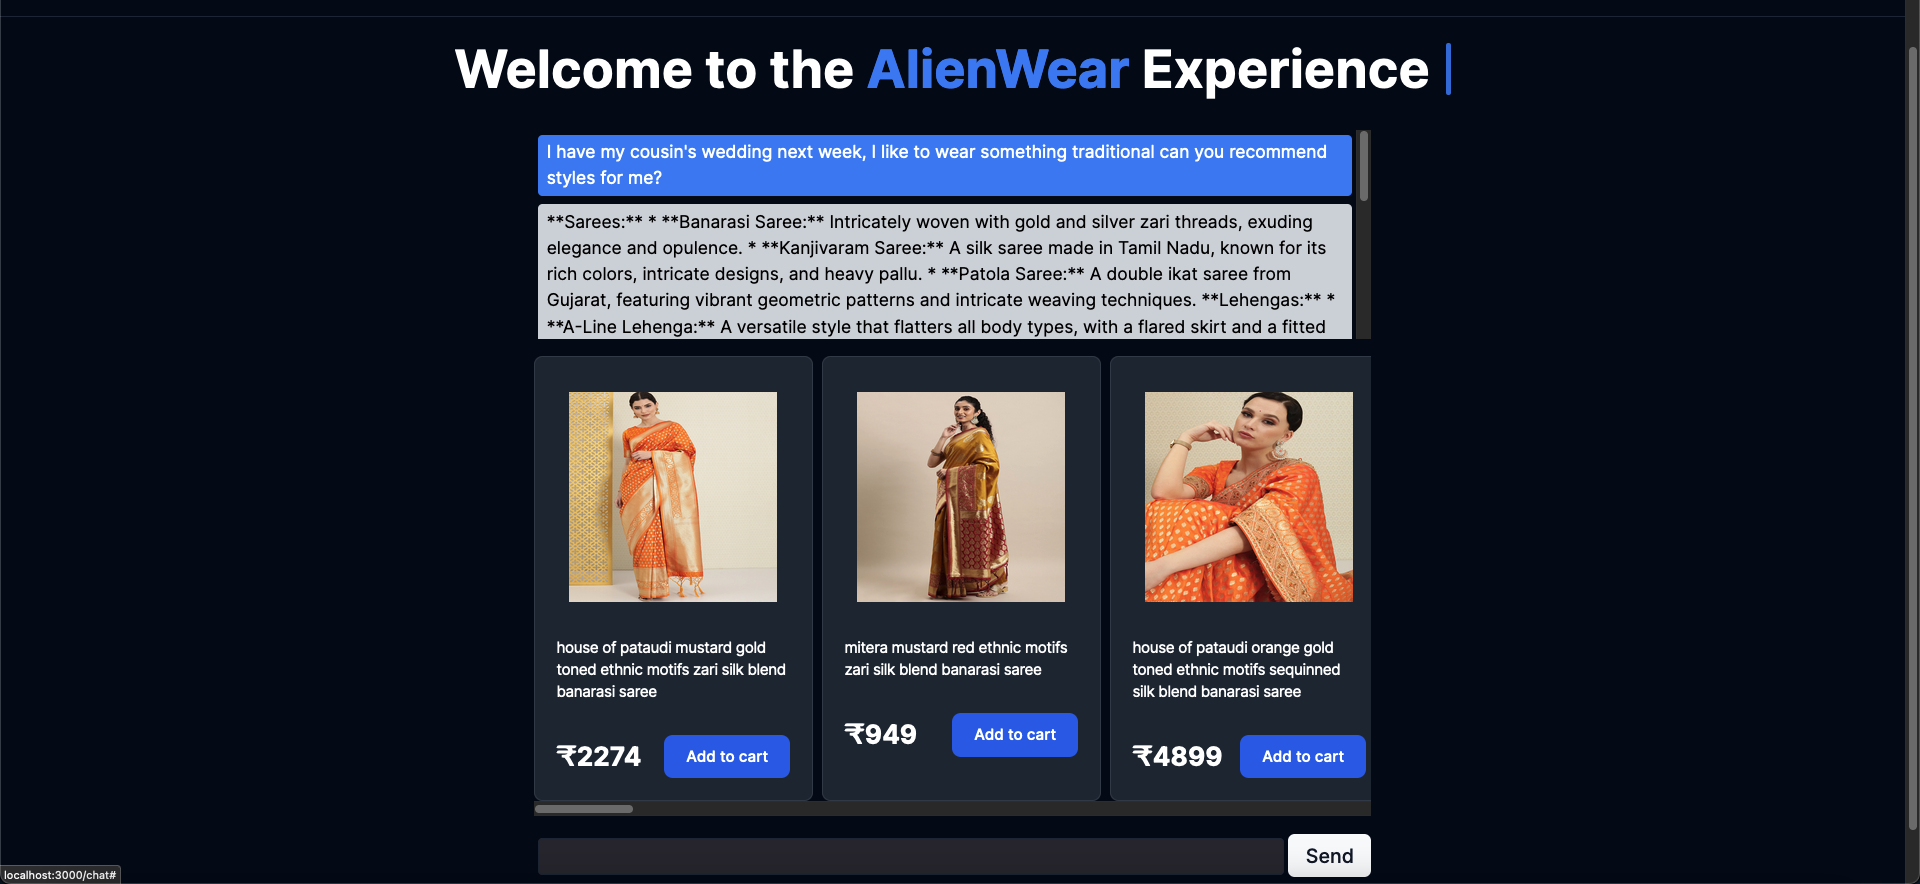 Welcome to the AlienWear Experience
I have my cousin's wedding next week, I like to wear something traditional can you recommend
styles for me?
**Sarees:** * **Banarasi Saree:** Intricately woven with gold and silver zari threads, exuding
elegance and opulence. * **Kanjivaram Saree:** A silk saree made in Tamil Nadu, known for its
rich colors, intricate designs, and heavy pallu. * **Patola Saree:** A double ikat saree from
Gujarat, featuring vibrant geometric patterns and intricate weaving techniques. **Lehengas:** *
**A-Line Lehenga:** A versatile style that flatters all body types, with a flared skirt and a fitted
house of pataudi mustard gold
toned ethnic motifs zari silk blend
banarasi saree
₹2274
Add to cart
mitera mustard red ethnic motifs
zari silk blend banarasi saree
₹949
Add to cart
house of pataudi orange gold
toned ethnic motifs sequinned
silk blend banarasi saree
₹4899
Add to cart
Send
localhost:3000/chat#